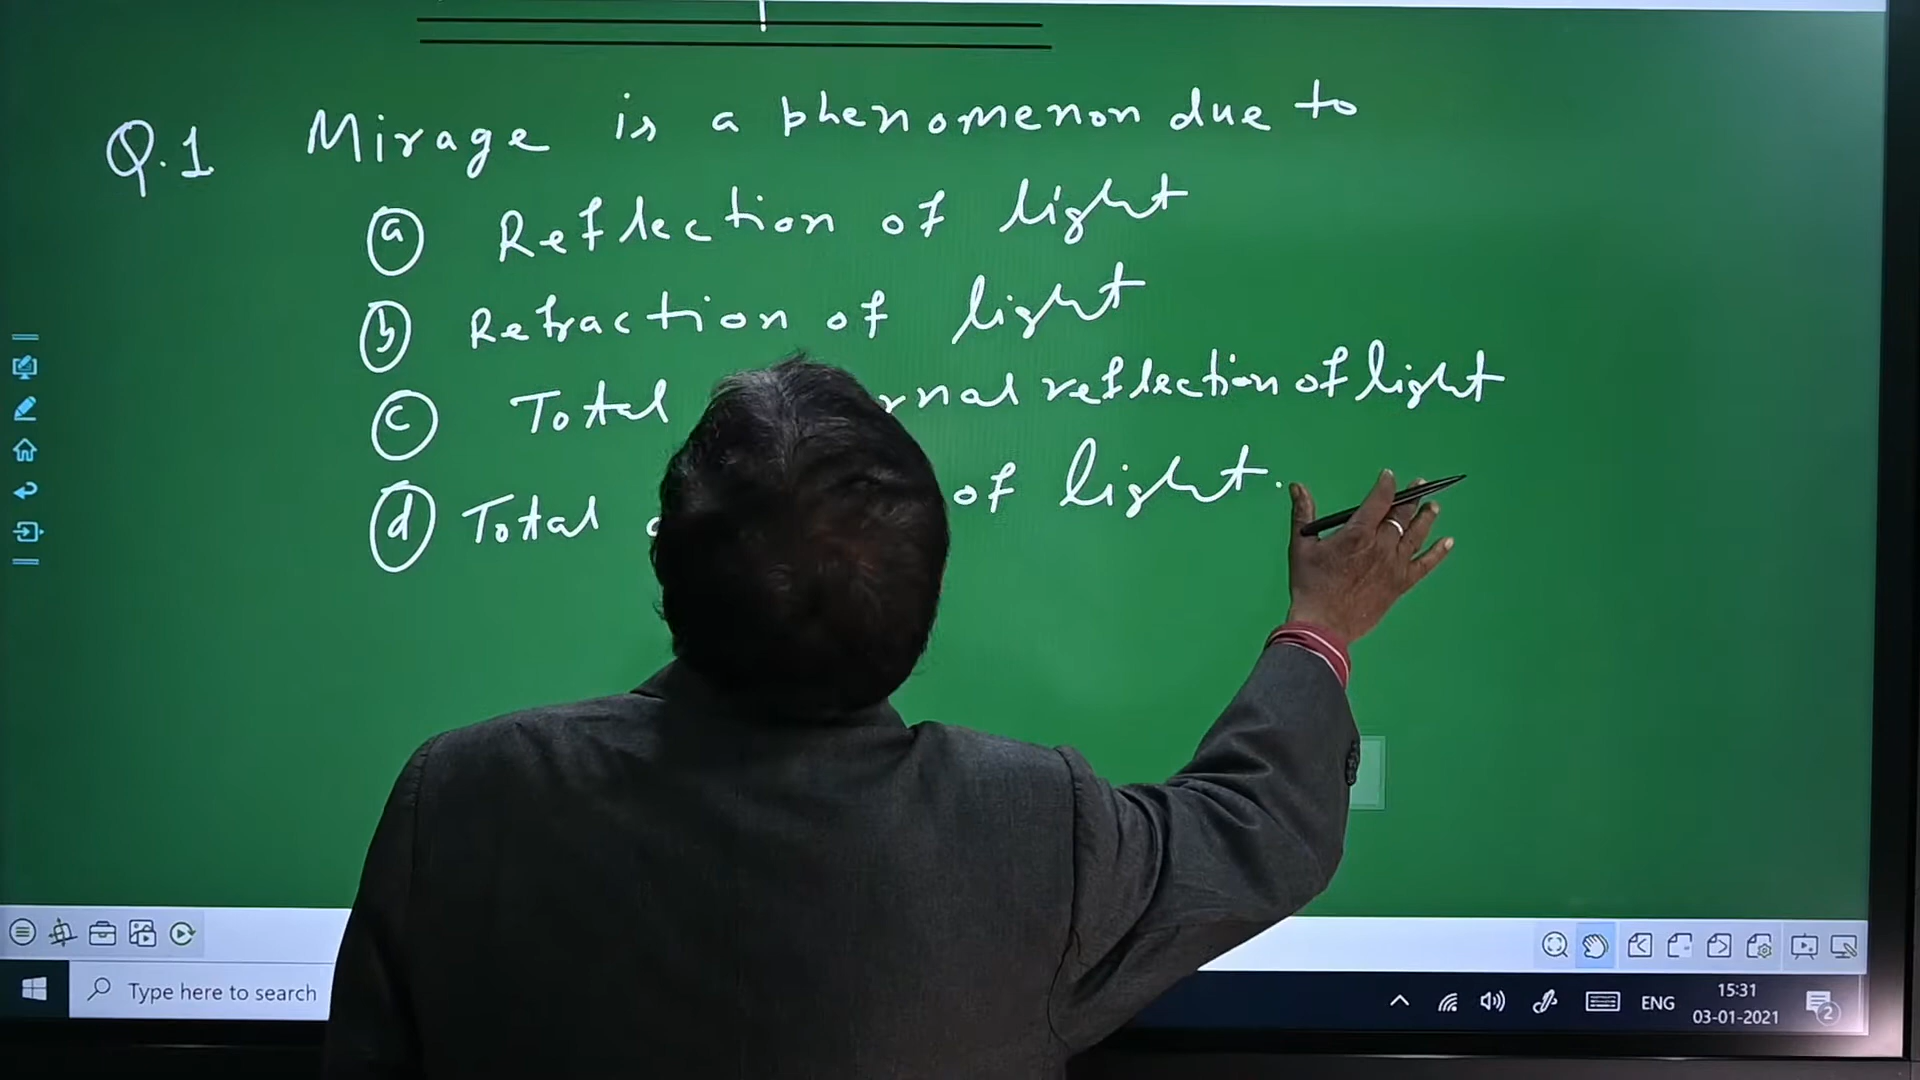 Q.1 Mirage is a phenomenon due to
a Reflection of light
b Refraction of light
c Total reflection of light
d Total of light.
Type here to search
ENG
15:31
03-01-2021
2